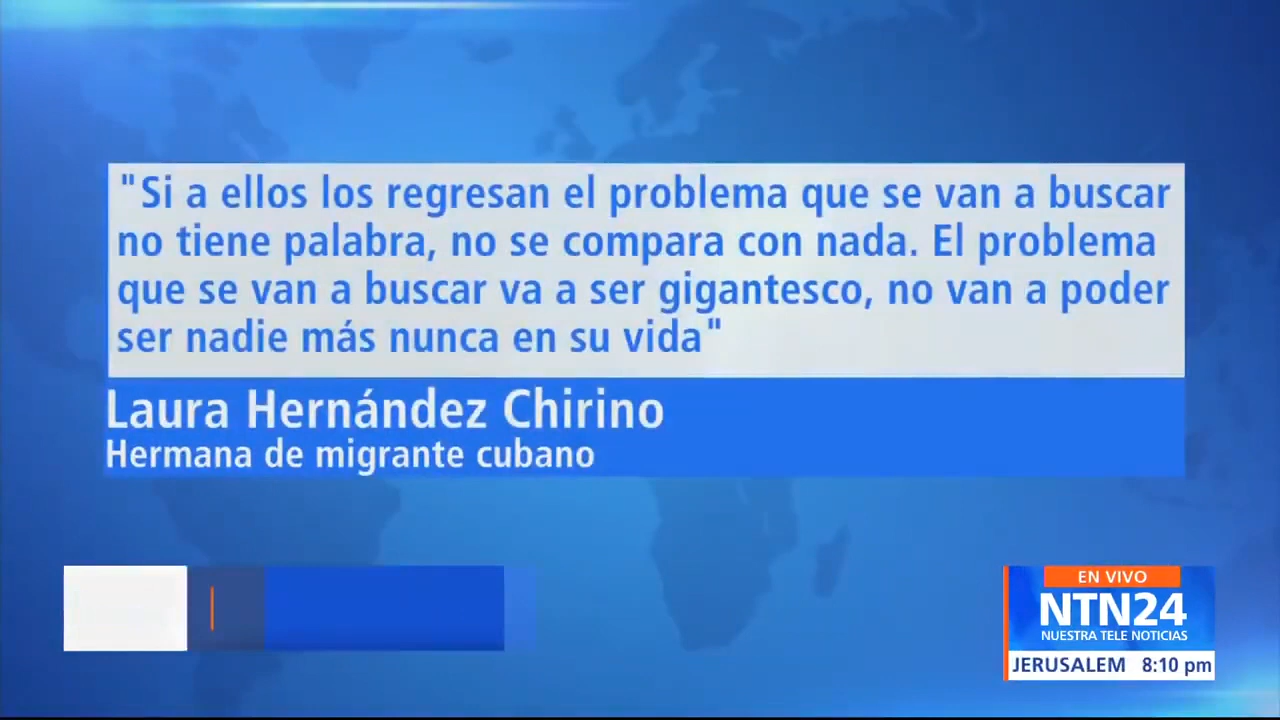 "Si a ellos los regresan el problema que se van a buscar
no tiene palabra, no se compara con nada. El problema
que se van a buscar va a ser gigantesco, no van a poder
ser nadie más nunca en su vida"
Laura Hernández Chirino
Hermana de migrante cubano
EN VIVO
NTN24
NUESTRA TELE NOTICIAS
JERUSALEM 8:10 pm